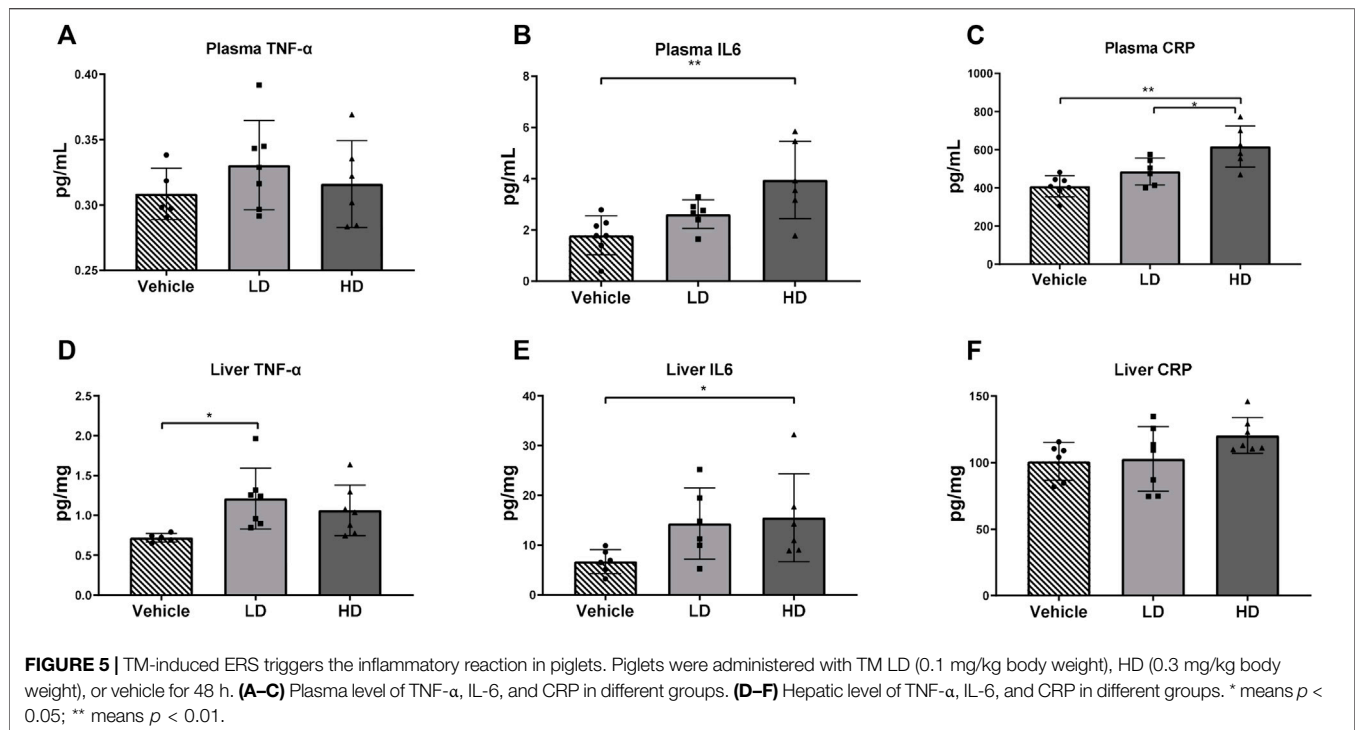 A
Plasma TNF-α
pg/mL
0.40
0.35
0.30
0.25
Vehicle LD HD
B
Plasma IL6
**
pg/mL
8
6
4
2
0
Vehicle LD HD
C
Plasma CRP
**
*
pg/mL
1000
800
600
400
200
0
Vehicle LD HD
D
Liver TNF-α
*
pg/mg
2.5
2.0
1.5
1.0
0.5
0.0
Vehicle LD HD
E
Liver IL6
*
pg/mg
40
30
20
10
0
Vehicle LD HD
F
Liver CRP
pg/mg
150
100
50
0
Vehicle LD HD
FIGURE 5 | TM-induced ERS triggers the inflammatory reaction in piglets. Piglets were administered with TM LD (0.1 mg/kg body weight), HD (0.3 mg/kg body
weight), or vehicle for 48 h. (A–C) Plasma level of TNF-α, IL-6, and CRP in different groups. (D–F) Hepatic level of TNF-α, IL-6, and CRP in different groups. * means p <
0.05; ** means p < 0.01.